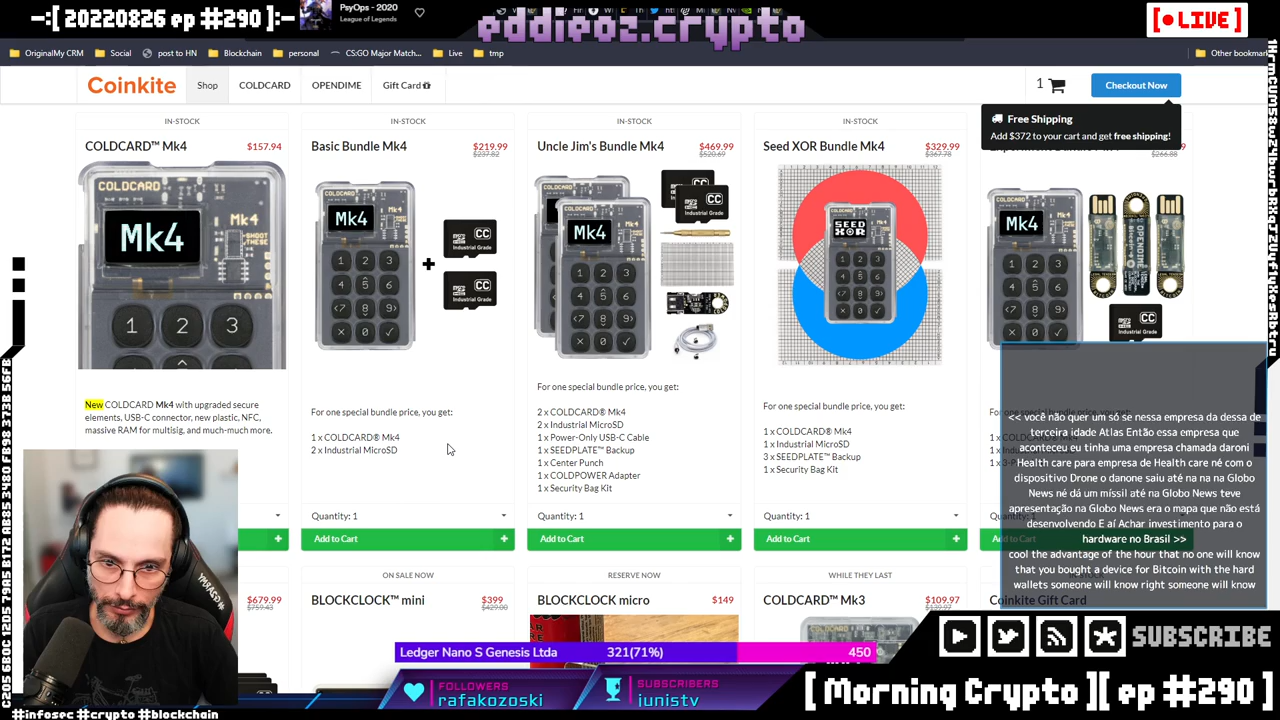 —:[ 20220826 ep #290 ]:—
PsyOps - 2020
League of Legends
eddieoz.crypto
[● LIVE]
OriginalMy CRM
Social
post to HN
Blockchain
personal
CS:GO Major Match...
Live
tmp
Other bookmar
Coinkite
Shop
COLDCARD
OPENDIME
Gift Card
1
Checkout Now
Free Shipping
Add $372 to your cart and get free shipping!
IN-STOCK
COLDCARD™ Mk4
$157.94
COLDCARD
Mk4
Mk4
1 2 3
New COLDCARD Mk4 with upgraded secure
elements, USB-C connector, new plastic, NFC,
massive RAM for multisig, and much-much more.
IN-STOCK
Basic Bundle Mk4
$219.99
$237.82
For one special bundle price, you get:
1 x COLDCARD® Mk4
2 x Industrial MicroSD
Quantity: 1
Add to Cart +
IN-STOCK
Uncle Jim's Bundle Mk4
$469.99
$520.69
For one special bundle price, you get:
2 x COLDCARD® Mk4
2 x Industrial MicroSD
1 x Power-Only USB-C Cable
1 x SEEDPLATE™ Backup
1 x Center Punch
1 x COLDPOWER Adapter
1 x Security Bag Kit
Quantity: 1
Add to Cart +
IN-STOCK
Seed XOR Bundle Mk4
$329.99
$367.78
SEED
XOR
For one special bundle price, you get:
1 x COLDCARD® Mk4
1 x Industrial MicroSD
3 x SEEDPLATE™ Backup
1 x Security Bag Kit
Quantity: 1
Add to Cart +
$266.88
<< você não quer um só se nessa empresa da dessa de
terceira idade Atlas Então essa empresa que
aconteceu eu tinha uma empresa chamada daroni
Health care para empresa de Health care né com o
dispositivo Drone o danone saiu até na na na Globo
News né dá um míssil até na Globo News teve
apresentação na Globo News era o mapa que não está
desenvolvendo E aí Achar investimento para o
hardware no Brasil >>
cool the advantage of the hour that no one will know
that you bought a device for Bitcoin with the hard
wallets someone will know right someone will know
$679.99
$759.43
ON SALE NOW
BLOCKCLOCK™ mini
$399
$429.00
RESERVE NOW
BLOCKCLOCK micro
$149
WHILE THEY LAST
COLDCARD™ Mk3
$109.97
Coinkite Gift Card
Ledger Nano S Genesis Ltda
321(71%)
450
FOLLOWERS
rafakozoski
SUBSCRIBERS
iunistv
SUBSCRIBE
[ Morning Crypto ][ ep #290 ]
#infosec #crypto #blockchain